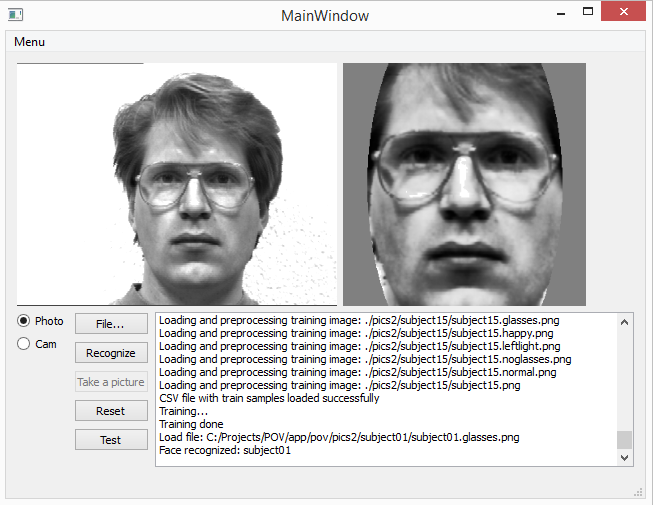 MainWindow
Menu
Photo
Cam
File...
Recognize
Take a picture
Reset
Test
Loading and preprocessing training image: ./pics2/subject15/subject15.glasses.png
Loading and preprocessing training image: ./pics2/subject15/subject15.happy.png
Loading and preprocessing training image: ./pics2/subject15/subject15.leftlight.png
Loading and preprocessing training image: ./pics2/subject15/subject15.noglasses.png
Loading and preprocessing training image: ./pics2/subject15/subject15.normal.png
Loading and preprocessing training image: ./pics2/subject15/subject15.png
CSV file with train samples loaded successfully
Training...
Training done
Load file: C:/Projects/POV/app/pov/pics2/subject01/subject01.glasses.png
Face recognized: subject01